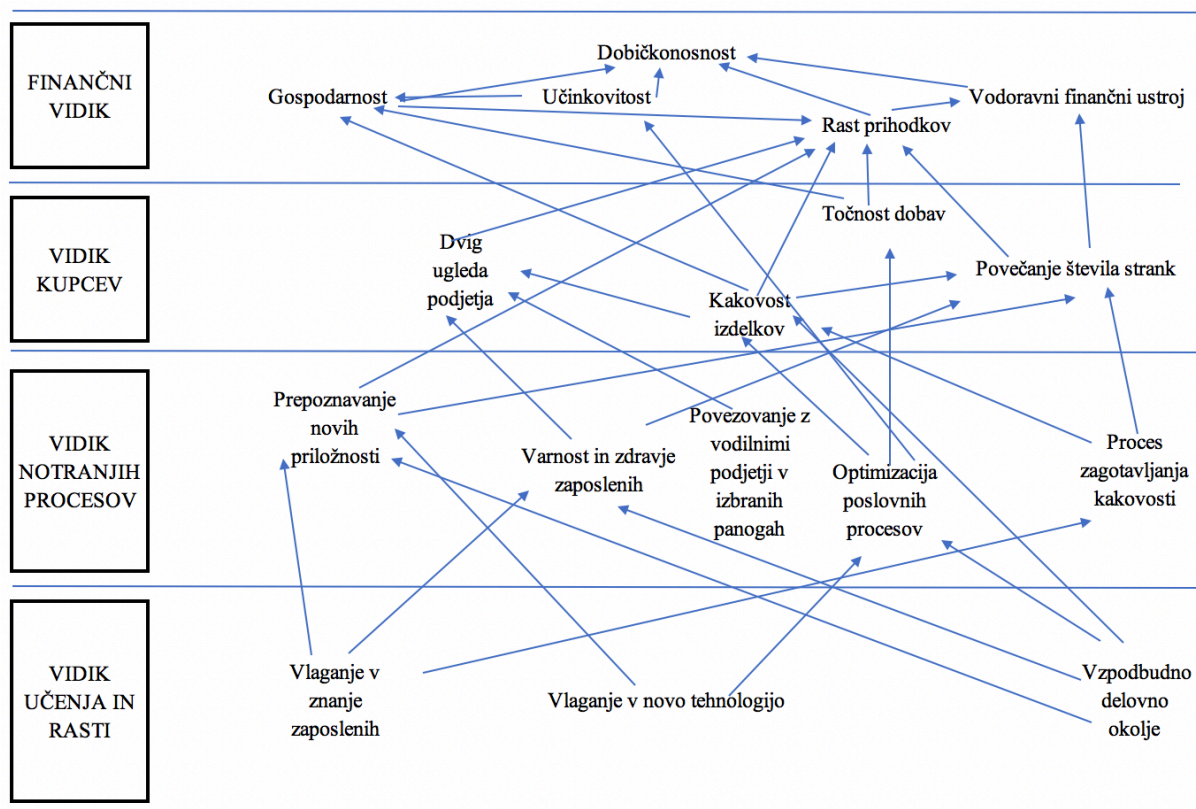 FINANČNI
VIDIK
Dobičkonosnost
Gospodarnost
Učinkovitost
Vodoravni finančni ustroj
Rast prihodkov
VIDIK
KUPCEV
Točnost dobav
Dvig
ugleda
podjetja
Povečanje števila strank
Kakovost
izdelkov
VIDIK
NOTRANJIH
PROCESOV
Prepoznavanje
novih
priložnosti
Varnost in zdravje
zaposlenih
Povezovanje z
vodilnimi
podjetji v
izbranih
panogah
Optimizacija
poslovnih
procesov
Proces
zagotavljanja
kakovosti
VIDIK
UČENJA IN
RASTI
Vlaganje v
znanje
zaposlenih
Vlaganje v novo tehnologijo
Vzpodbudno
delovno
okolje